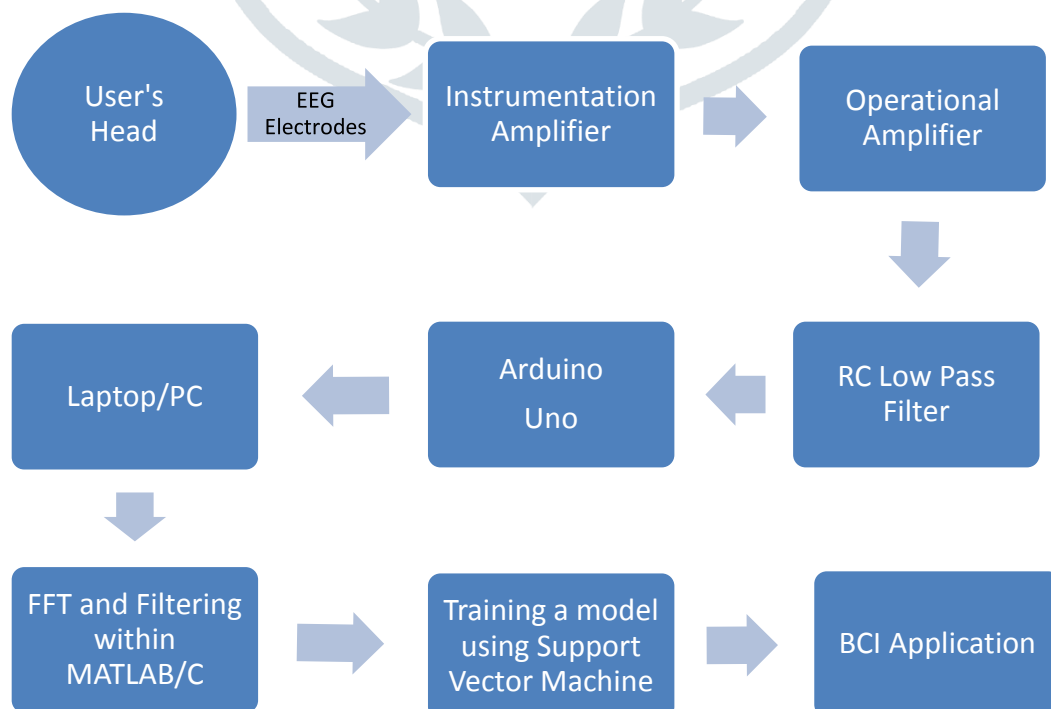 User's
Head
EEG
Electrodes
Instrumentation
Amplifier
Operational
Amplifier
RC Low Pass
Filter
Arduino
Uno
Laptop/PC
FFT and Filtering
within
MATLAB/C
Training a model
using Support
Vector Machine
BCI Application